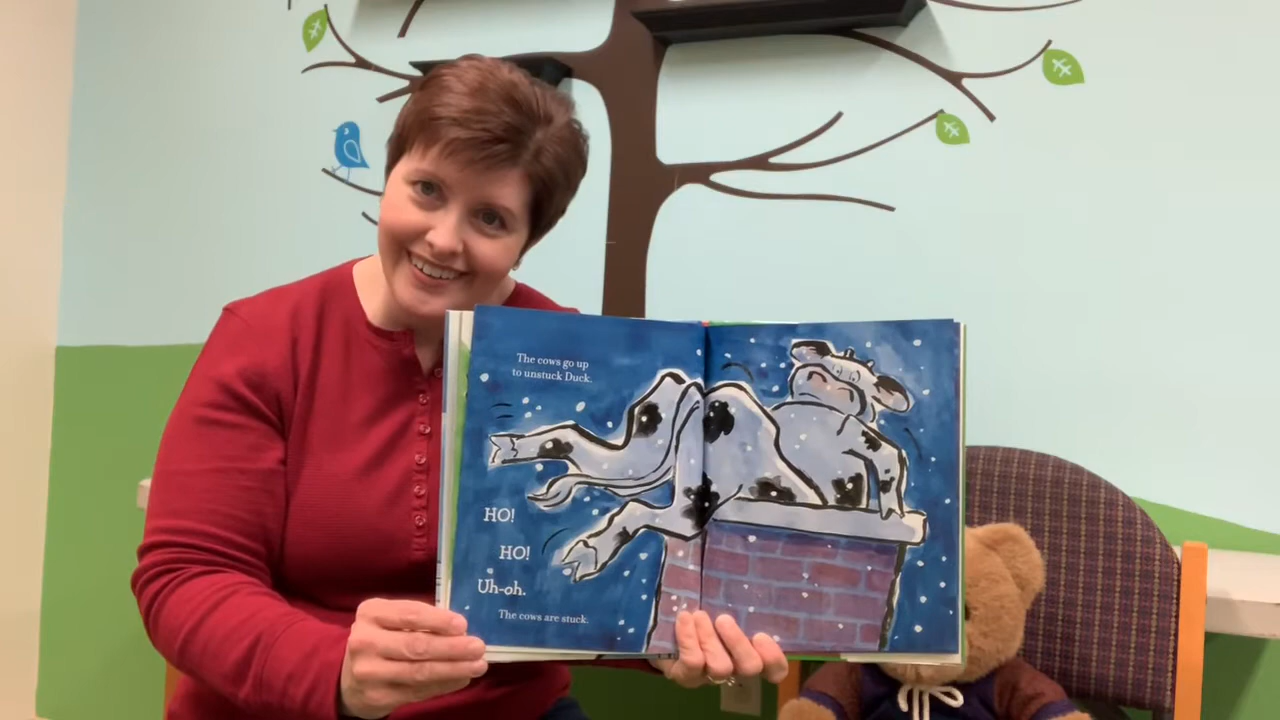 The cows go up
to unstuck Duck.
HO!
HO!
Uh-oh.
The cows are stuck.